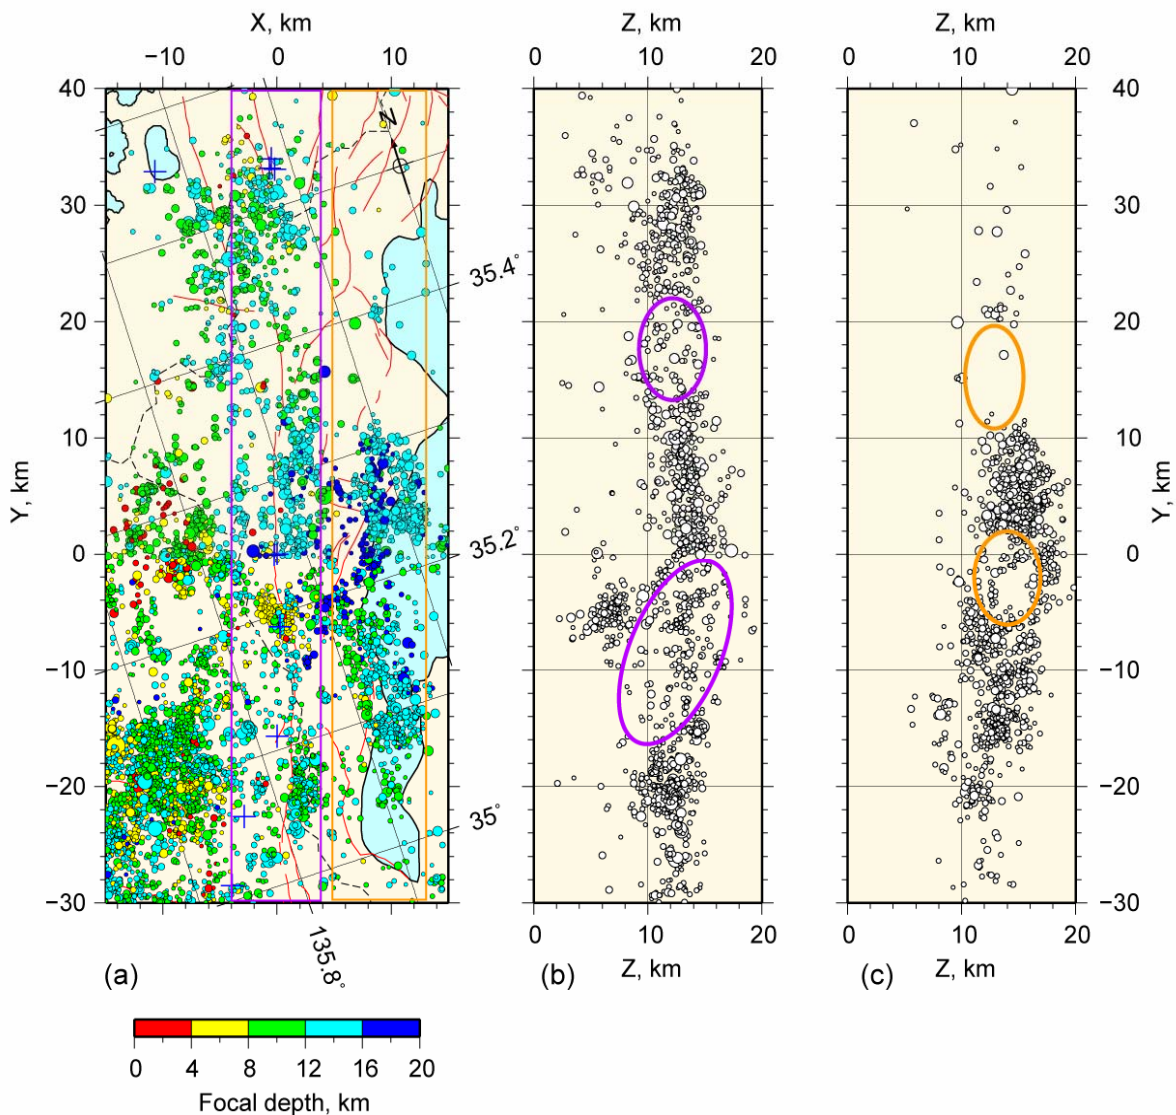 X, km Z, km Z, km
−10 0 10 0 10 20 0 10 20
40 40
30 30
20 20
10 10
0 0
−10 −10
−20 −20
−30 −30
Y, km
Y, km
N
35.4°
35.2°
35°
135.8°
0 10 20 0 10 20
Z, km Z, km
(a) (b) (c)
0 4 8 12 16 20
Focal depth, km